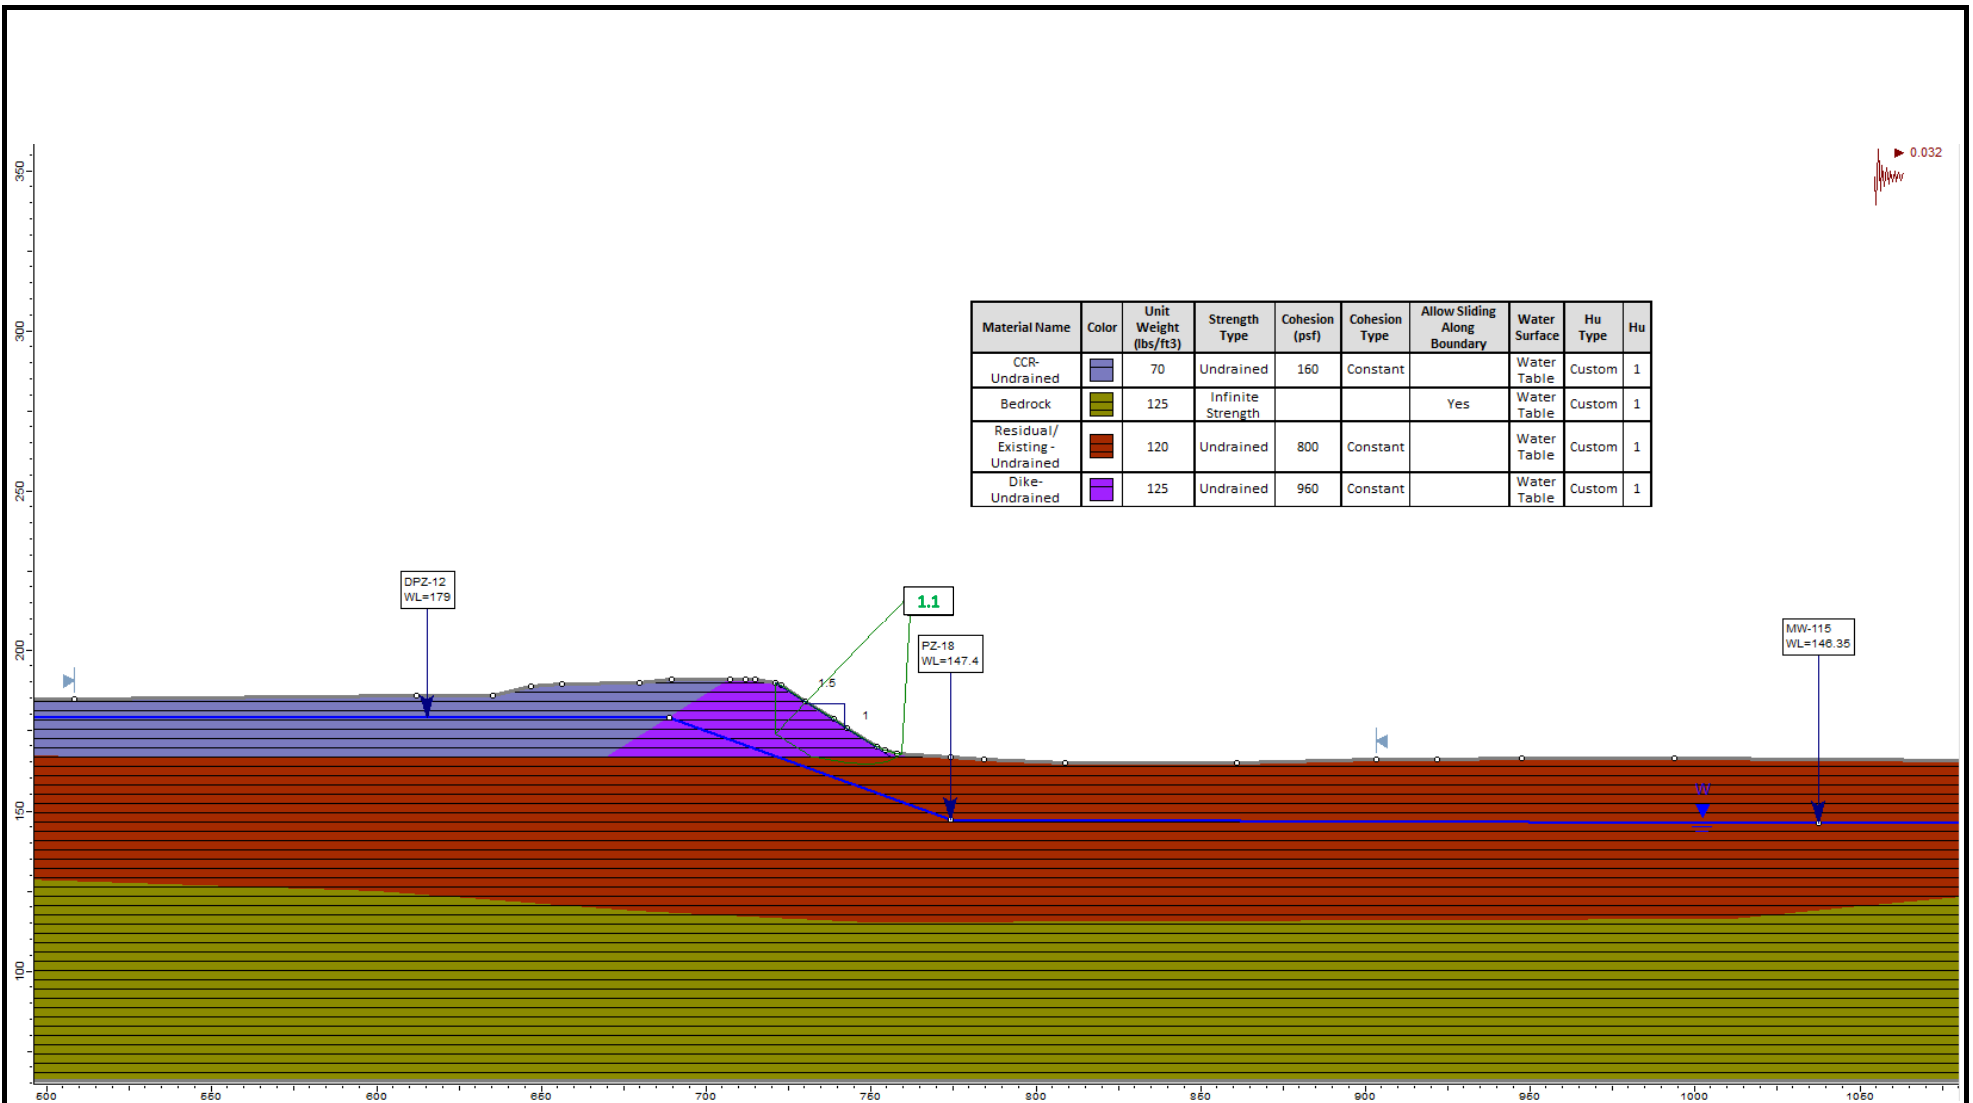 0.032
350
300
250
200
150
100
Material Name Color Unit Weight (lbs/ft3) Strength Type Cohesion (psf) Cohesion Type Allow Sliding Along Boundary Water Surface Hu Type Hu
CCR-Undrained 70 Undrained 160 Constant Water Table Custom 1
Bedrock 125 Infinite Strength Yes Water Table Custom 1
Residual/Existing - Undrained 120 Undrained 800 Constant Water Table Custom 1
Dike-Undrained 125 Undrained 960 Constant Water Table Custom 1
DPZ-12
WL=179
1.1
PZ-18
WL=147.4
MW-115
WL=146.35
1.5
1
W
500 550 600 650 700 750 800 850 900 950 1000 1050